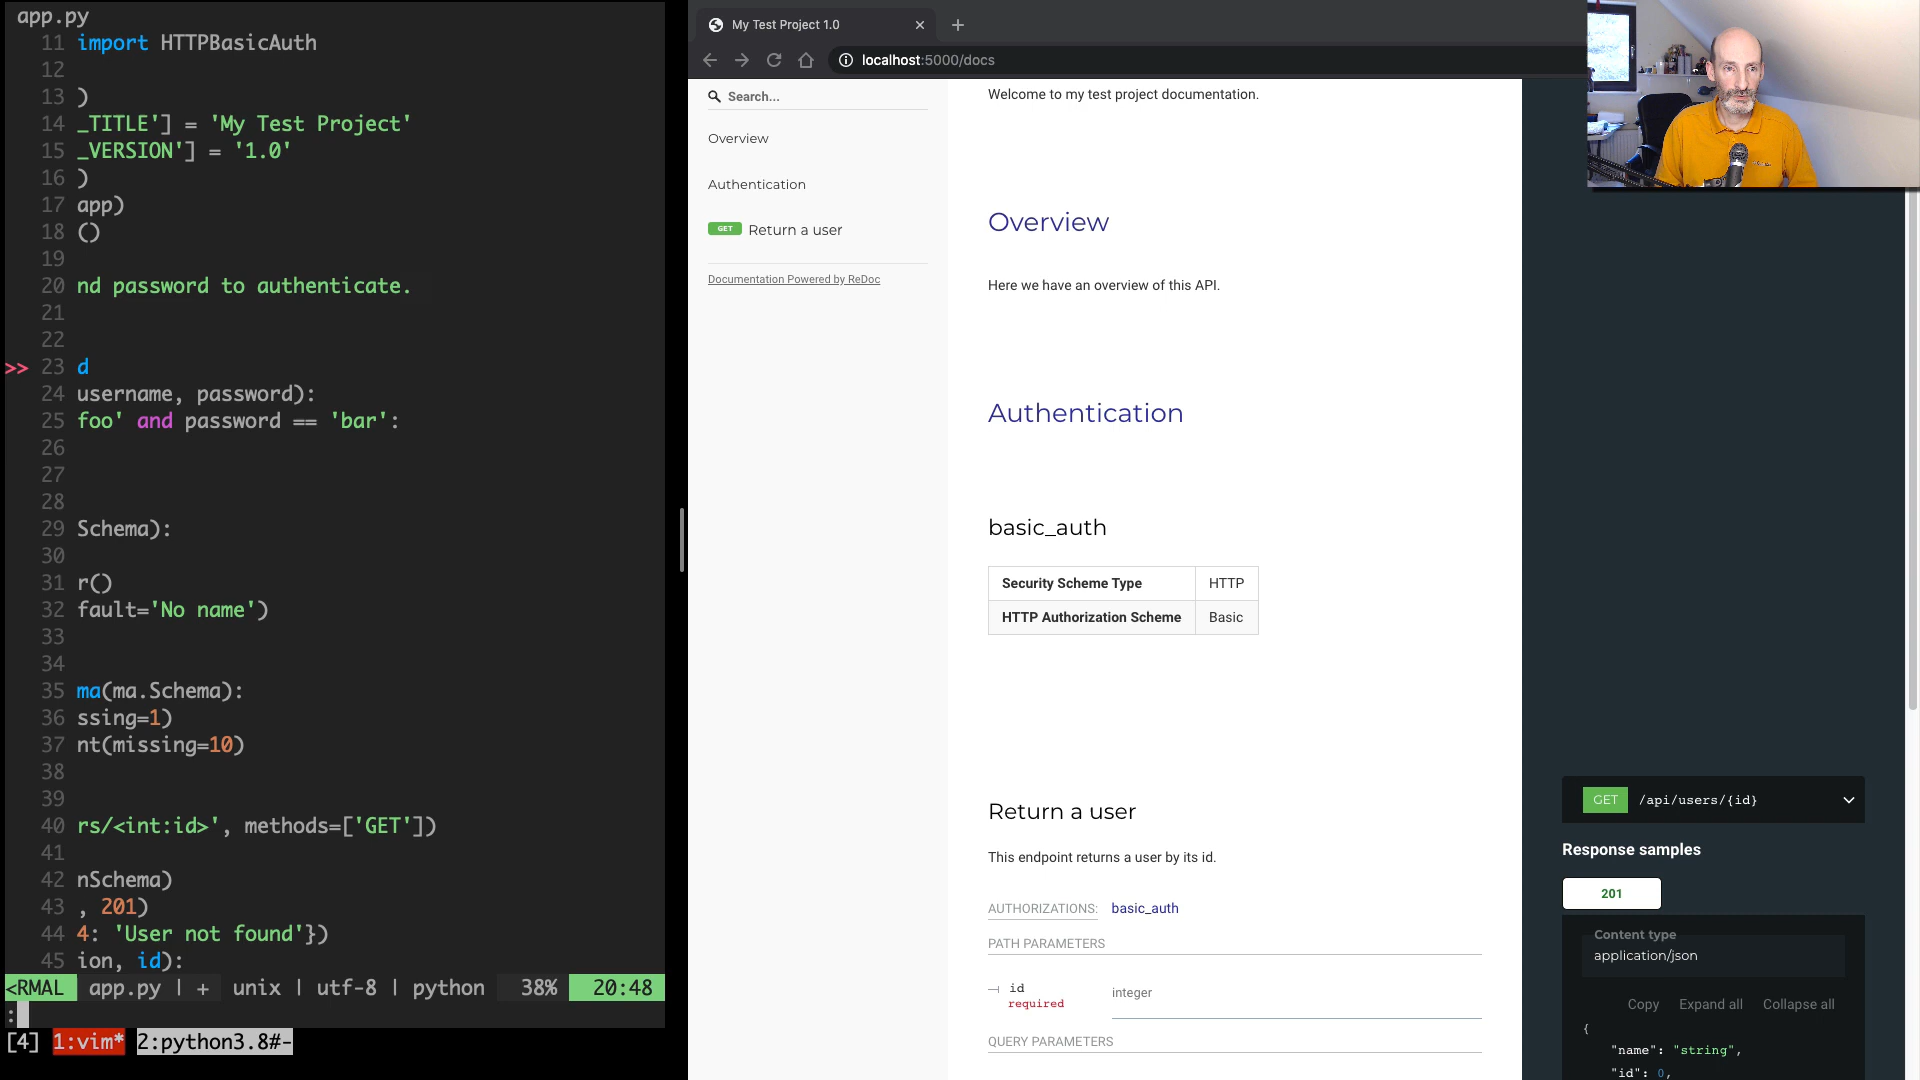 app.py
11 import HTTPBasicAuth
12
13 )
14 _TITLE'] = 'My Test Project'
15 _VERSION'] = '1.0'
16 )
17 app)
18 ()
19
20 nd password to authenticate.
21
22
>> 23 d
24 username, password):
25 foo' and password == 'bar':
26
27
28
29 Schema):
30
31 r()
32 fault='No name')
33
34
35 ma(ma.Schema):
36 ssing=1)
37 nt(missing=10)
38
39
40 rs/<int:id>', methods=['GET'])
41
42 nSchema)
43 , 201)
44 4: 'User not found'})
45 ion, id):
<RMAL app.py | + unix | utf-8 | python 38% 20:48
:
[4] 1:vim* 2:python3.8#-
My Test Project 1.0
localhost:5000/docs
Search...
Overview
Authentication
GET Return a user
Documentation Powered by ReDoc
Welcome to my test project documentation.
Overview
Here we have an overview of this API.
Authentication
basic_auth
Security Scheme Type HTTP
HTTP Authorization Scheme Basic
Return a user
This endpoint returns a user by its id.
AUTHORIZATIONS: basic_auth
PATH PARAMETERS
id
required
integer
QUERY PARAMETERS
GET /api/users/{id}
Response samples
201
Content type
application/json
Copy Expand all Collapse all
{
"name": "string",
"id": 0,